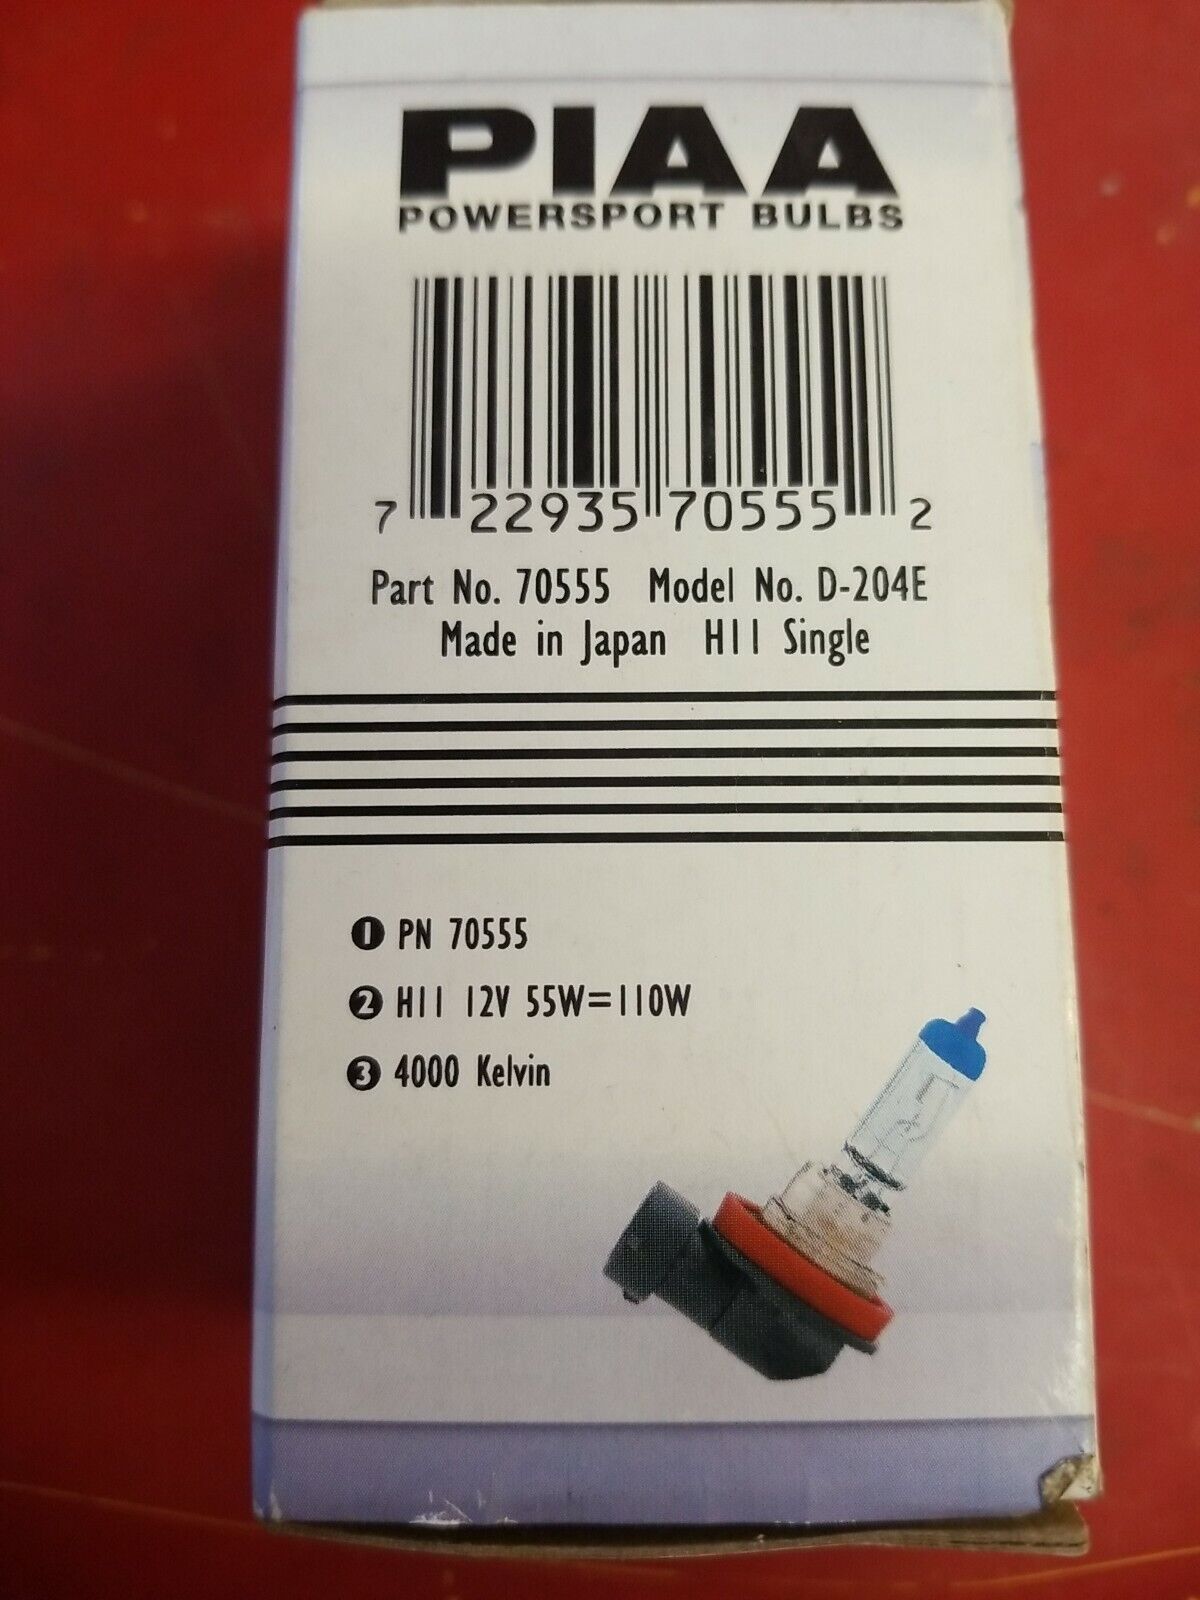 PIAA
POWERSPORT BULBS
7 22935 70555 2
Part No. 70555 Model No. D-204E
Made in Japan H11 Single
1 PN 70555
2 H11 12V 55W=110W
3 4000 Kelvin